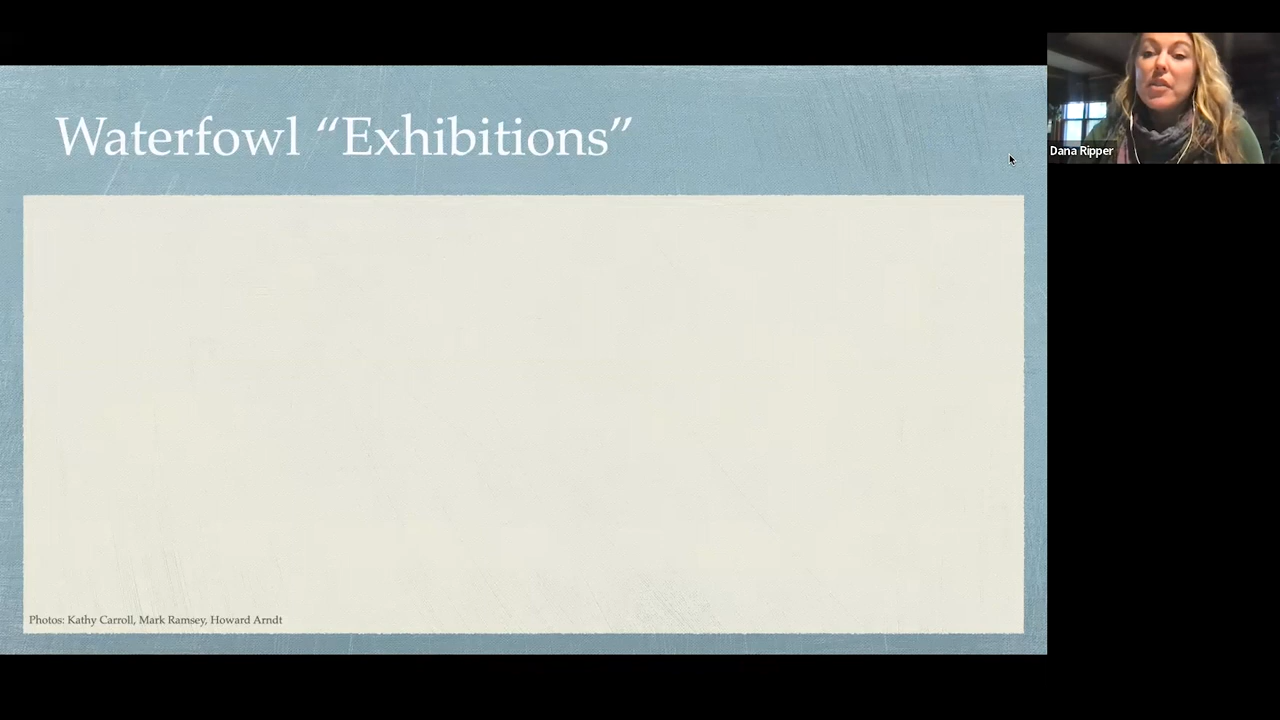 Waterfowl “Exhibitions”
Dana Ripper
Photos: Kathy Carroll, Mark Ramsey, Howard Arndt